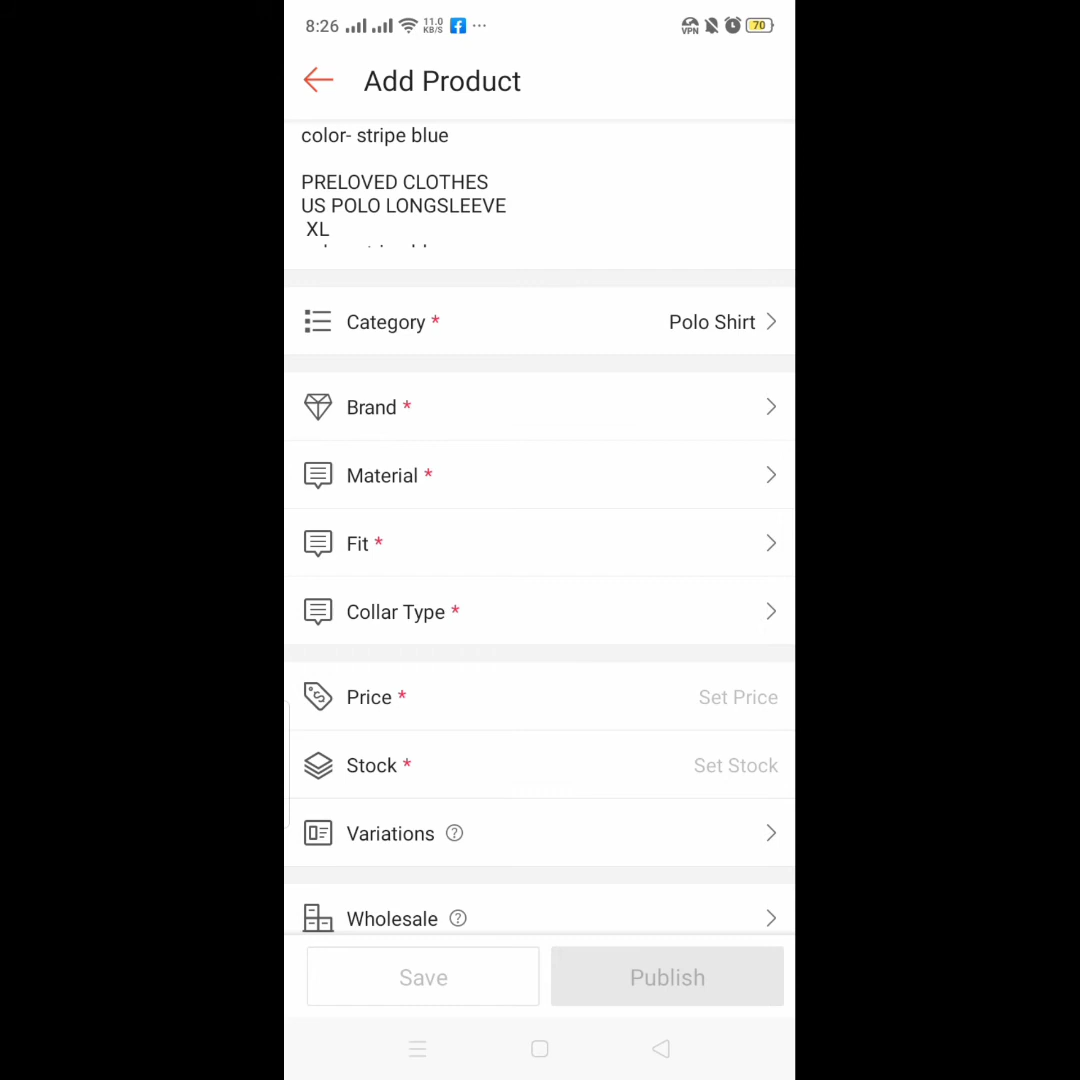 8:26 11.0 KB/S ... VPN 70
Add Product
color- stripe blue
PRELOVED CLOTHES
US POLO LONGSLEEVE
XL
Category * Polo Shirt
Brand *
Material *
Fit *
Collar Type *
Price * Set Price
Stock * Set Stock
Variations ?
Wholesale ?
Save Publish